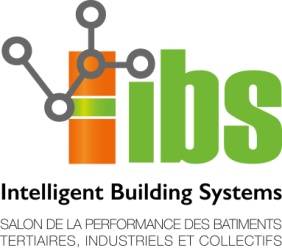 ibs
Intelligent Building Systems
SALON DE LA PERFORMANCE DES BATIMENTS
TERTIAIRES, INDUSTRIELS ET COLLECTIFS